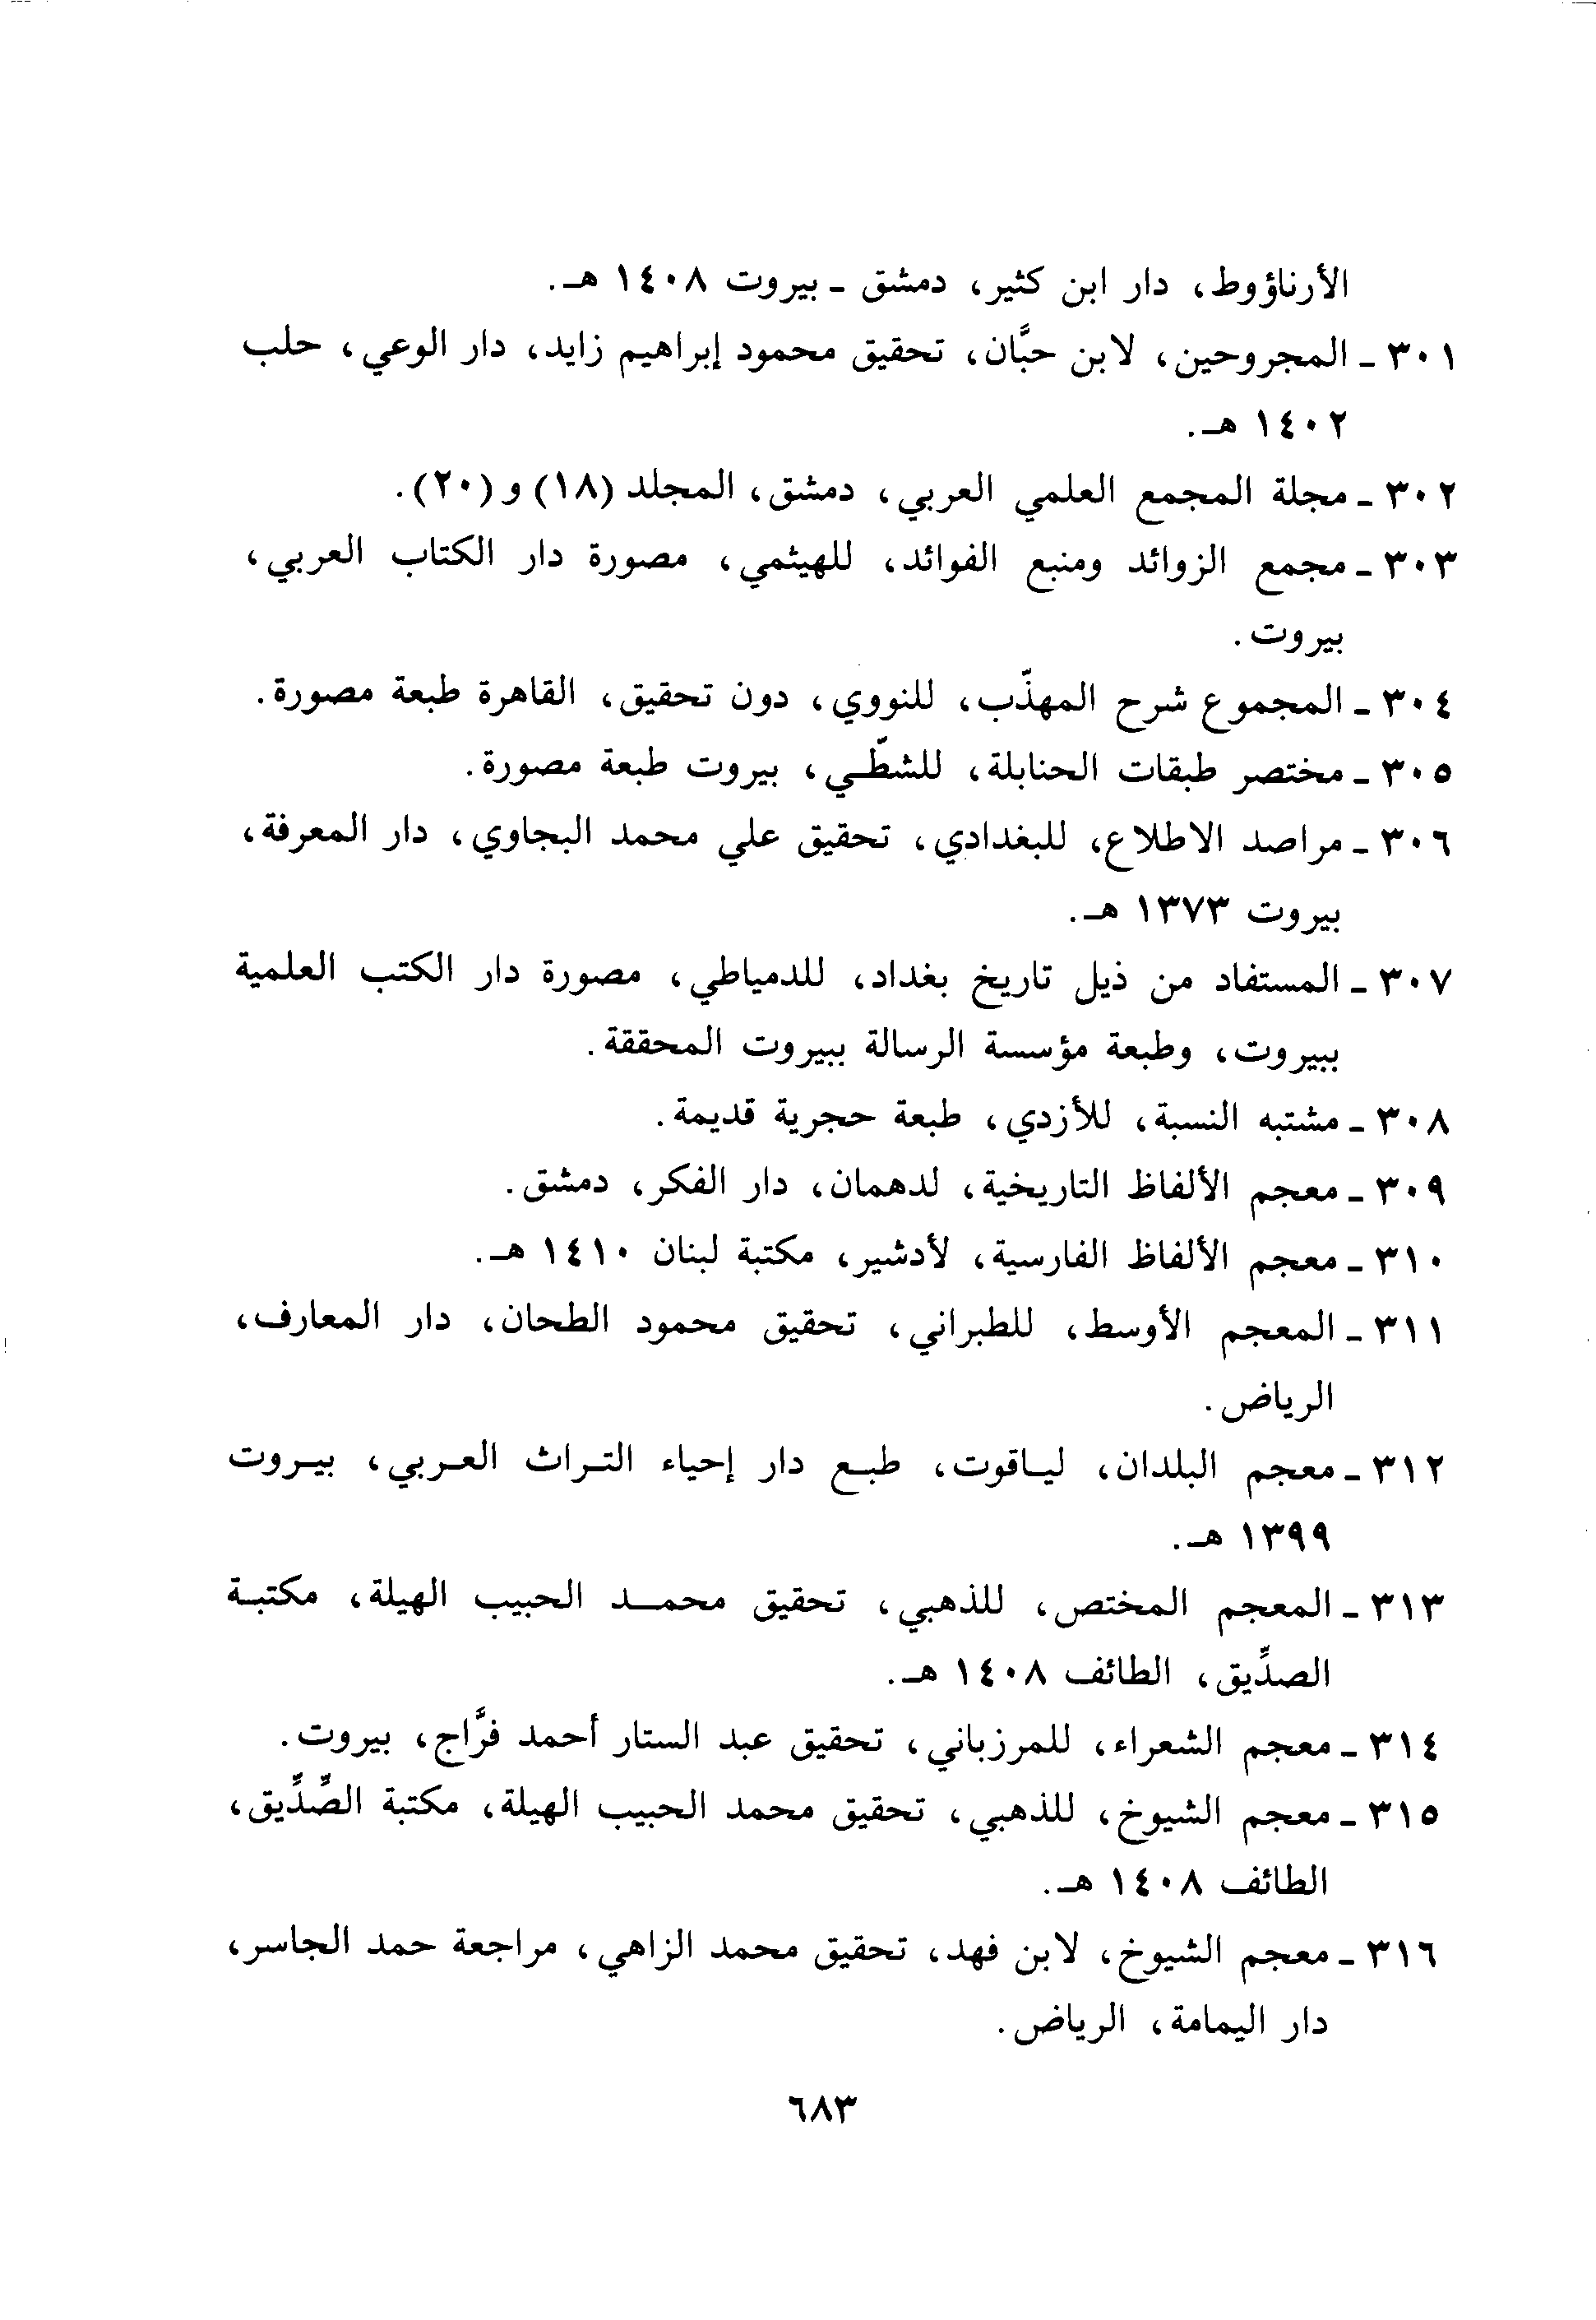 الأرناؤوط، دار ابن كثير، دمشق ـ بيروت ١٤٠٨ هـ.
٣٠١ ـ المجروحين، لابن حبَّان، تحقيق محمود إبراهيم زايد، دار الوعي، حلب
١٤٠٢ هـ.
٣٠٢ ـ مجلة المجمع العلمي العربي، دمشق، المجلد (١٨) و (٢٠).
٣٠٣ ـ مجمع الزوائد ومنبع الفوائد، للهيثمي، مصورة دار الكتاب العربي،
بيروت.
٣٠٤ ـ المجموع شرح المهذّب، للنووي، دون تحقيق، القاهرة طبعة مصورة.
٣٠٥ ـ مختصر طبقات الحنابلة، للشطّـي، بيروت طبعة مصورة.
٣٠٦ ـ مراصد الاطلاع، للبغدادي، تحقيق علي محمد البجاوي، دار المعرفة،
بيروت ١٣٧٣ هـ.
٣٠٧ ـ المستفاد من ذيل تاريخ بغداد، للدمياطي، مصورة دار الكتب العلمية
ببيروت، وطبعة مؤسسة الرسالة ببيروت المحققة.
٣٠٨ ـ مشتبه النسبة، للأزدي، طبعة حجرية قديمة.
٣٠٩ ـ معجم الألفاظ التاريخية، لدهمان، دار الفكر، دمشق.
٣١٠ ـ معجم الألفاظ الفارسية، لأدشير، مكتبة لبنان ١٤١٠ هـ.
٣١١ ـ المعجم الأوسط، للطبراني، تحقيق محمود الطحان، دار المعارف،
الرياض.
٣١٢ ـ معجم البلدان، ليـاقوت، طبـع دار إحياء التـراث العـربي، بيـروت
١٣٩٩ هـ.
٣١٣ ـ المعجم المختص، للذهبي، تحقيق محمـد الحبيب الهيلة، مكتبـة
الصدِّيق، الطائف ١٤٠٨ هـ.
٣١٤ ـ معجم الشعراء، للمرزباني، تحقيق عبد الستار أحمد فرَّاج، بيروت.
٣١٥ ـ معجم الشيوخ، للذهبي، تحقيق محمد الحبيب الهيلة، مكتبة الصِّدِّيق،
الطائف ١٤٠٨ هـ.
٣١٦ ـ معجم الشيوخ، لابن فهد، تحقيق محمد الزاهي، مراجعة حمد الجاسر،
دار اليمامة، الرياض.
٦٨٣